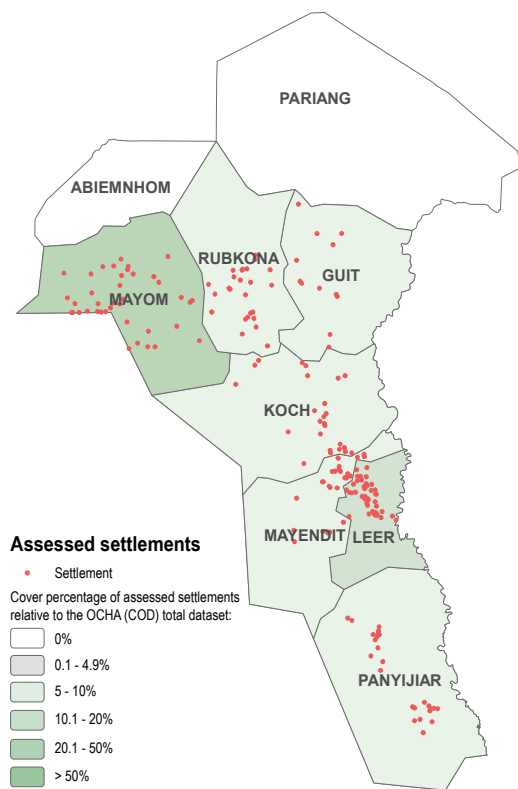 PARIANG
ABIEMNHOM
RUBKONA
GUIT
MAYOM
KOCH
MAYENDIT
LEER
PANYIJIAR
Assessed settlements
Settlement
Cover percentage of assessed settlements
relative to the OCHA (COD) total dataset:
0%
0.1 - 4.9%
5 - 10%
10.1 - 20%
20.1 - 50%
> 50%